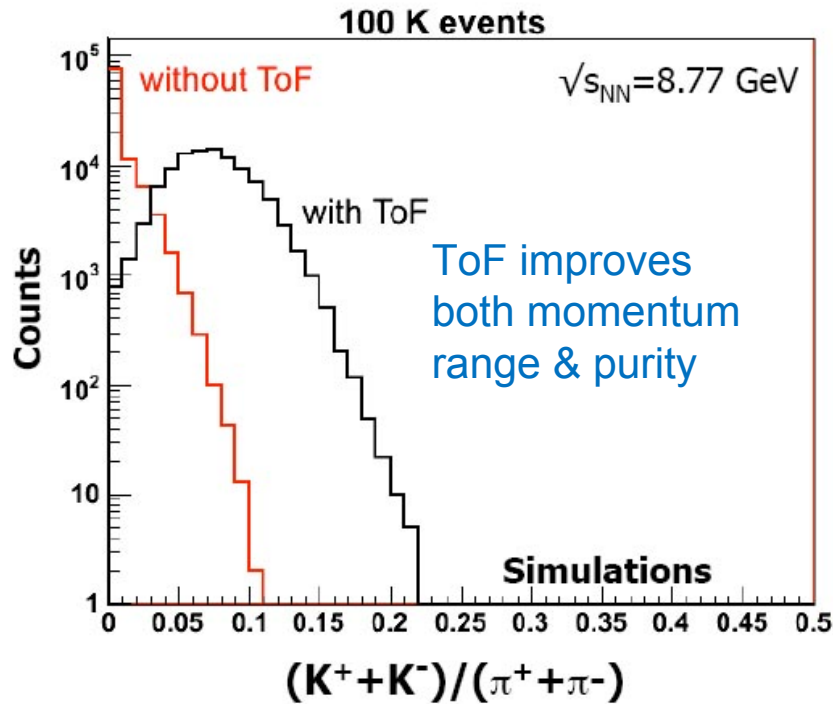 100 K events
10⁵
without ToF
√sNN=8.77 GeV
10⁴
with ToF
ToF improves
both momentum
range & purity
10³
Counts
10²
10
Simulations
1
0 0.05 0.1 0.15 0.2 0.25 0.3 0.35 0.4 0.45 0.5
(K⁺+K⁻)/(π⁺+π-)